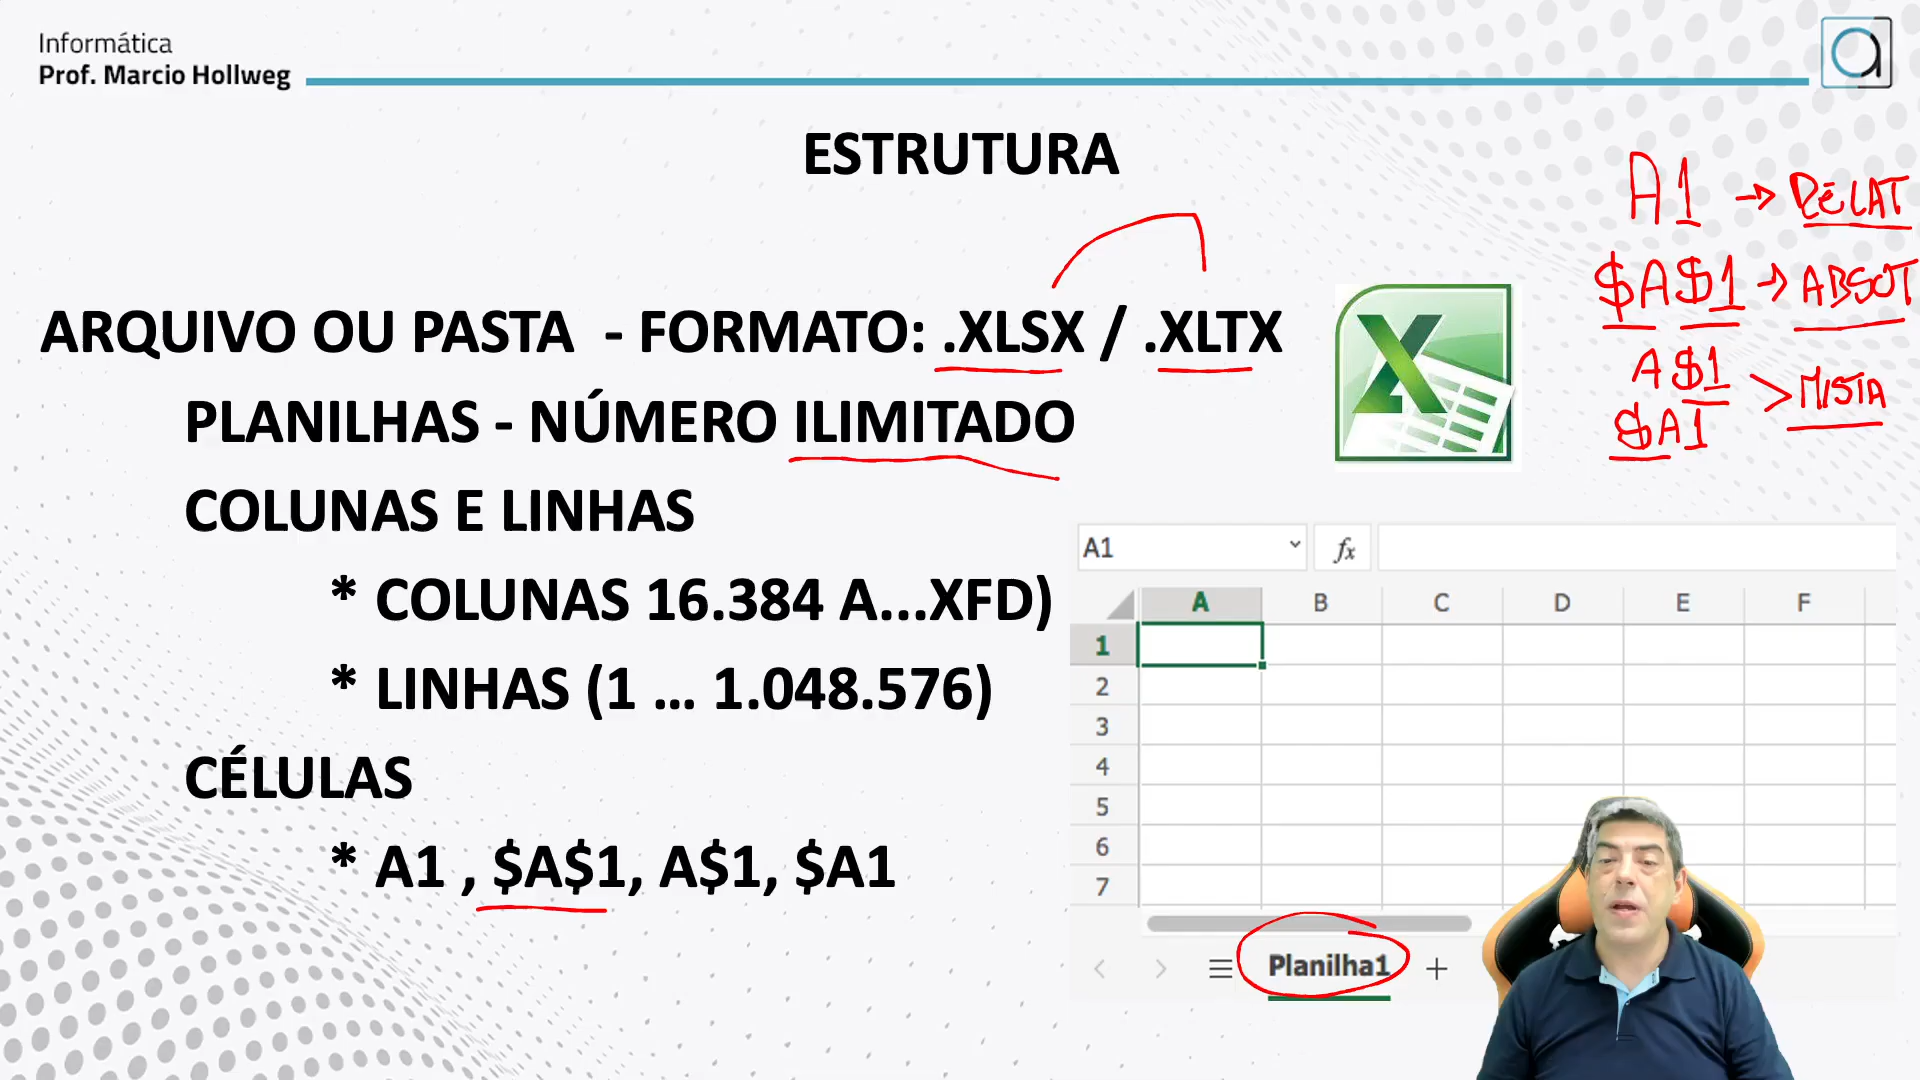 Informática
Prof. Marcio Hollweg
ESTRUTURA
ARQUIVO OU PASTA - FORMATO: .XLSX / .XLTX
PLANILHAS - NÚMERO ILIMITADO
COLUNAS E LINHAS
* COLUNAS 16.384 A...XFD)
* LINHAS (1 ... 1.048.576)
CÉLULAS
* A1 , $A$1, A$1, $A1
A1 → RELAT
$A$1 → ABSOT
A$1
$A1 > MISTA
A1 fx
A B C D E F
1
2
3
4
5
6
7
Planilha1 +